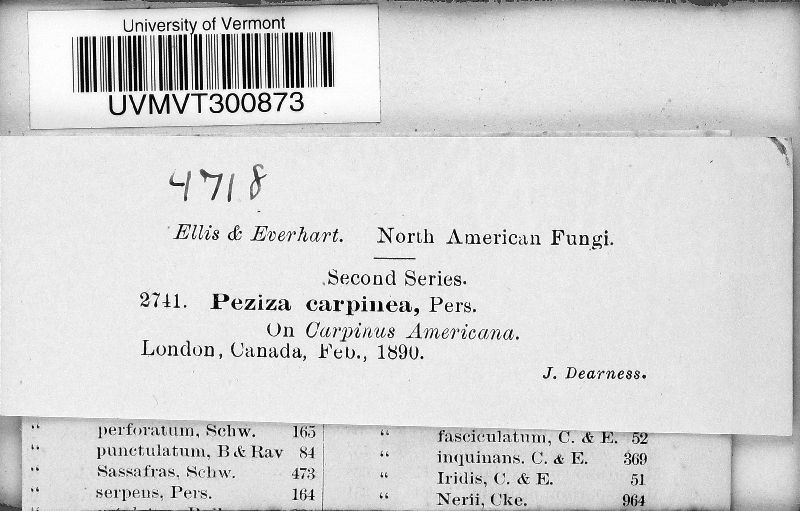 University of Vermont
UVMVT300873
4718
Ellis & Everhart. North American Fungi.
Second Series.
2741. Peziza carpinea, Pers.
On Carpinus Americana.
London, Canada, Feb., 1890.
J. Dearness.
“ perforatum, Schw. 165
“ punctulatum, B & Rav 84
“ Sassafras, Schw. 473
“ serpens, Pers. 164
“ fasciculatum, C. & E. 52
“ inquinans. C. & E. 369
“ Iridis, C. & E. 51
“ Nerii, Cke. 964